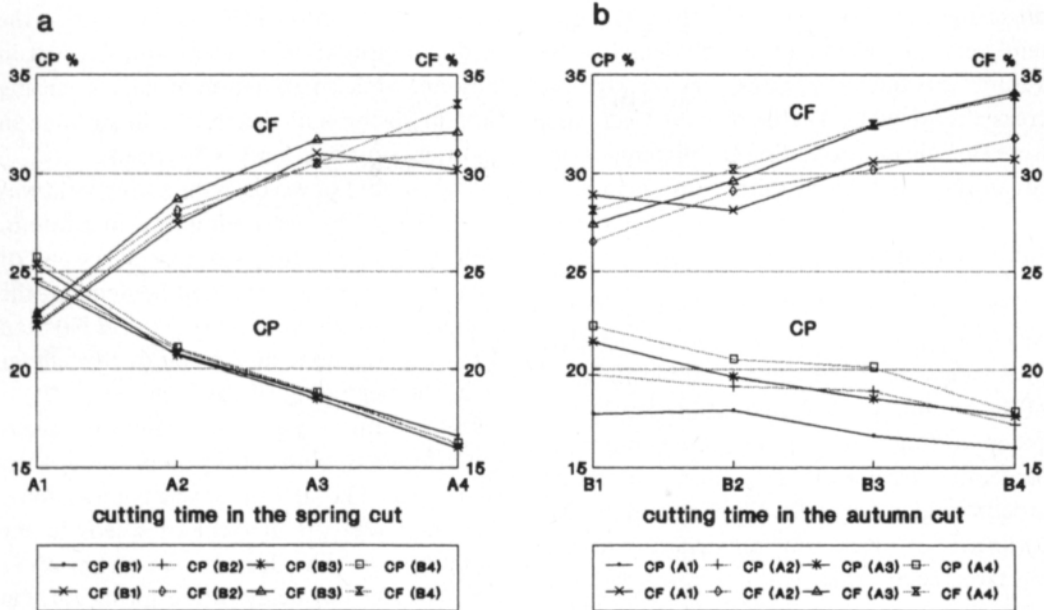 a
CP %
CF %
35
35
CF
30
30
25
25
CP
20
20
15
15
A1
A2
A3
A4
cutting time in the spring cut
CP (B1)
CP (B2)
CP (B3)
CP (B4)
CF (B1)
CF (B2)
CF (B3)
CF (B4)
b
CP %
CF %
35
35
CF
30
30
25
25
CP
20
20
15
15
B1
B2
B3
B4
cutting time in the autumn cut
CP (A1)
CP (A2)
CP (A3)
CP (A4)
CF (A1)
CF (A2)
CF (A3)
CF (A4)